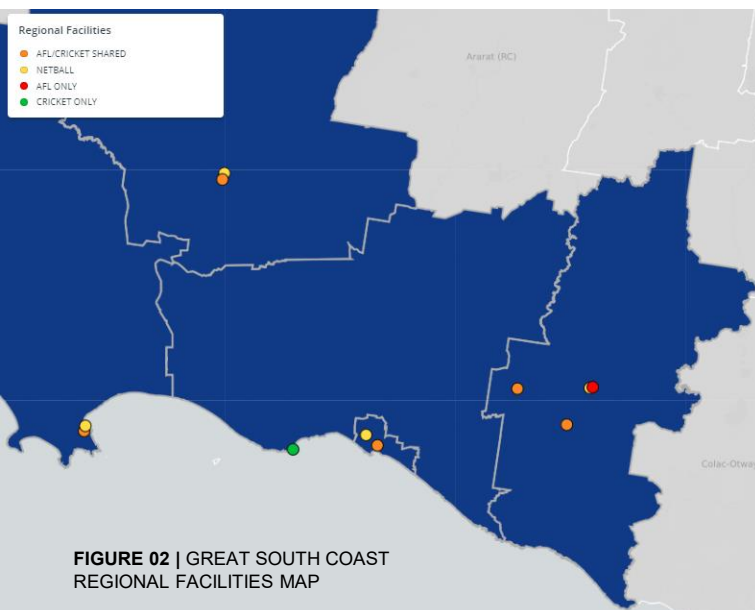 Regional Facilities
AFL/CRICKET SHARED
NETBALL
AFL ONLY
CRICKET ONLY
Ararat (RC)
Colac-Otway
FIGURE 02 | GREAT SOUTH COAST
REGIONAL FACILITIES MAP